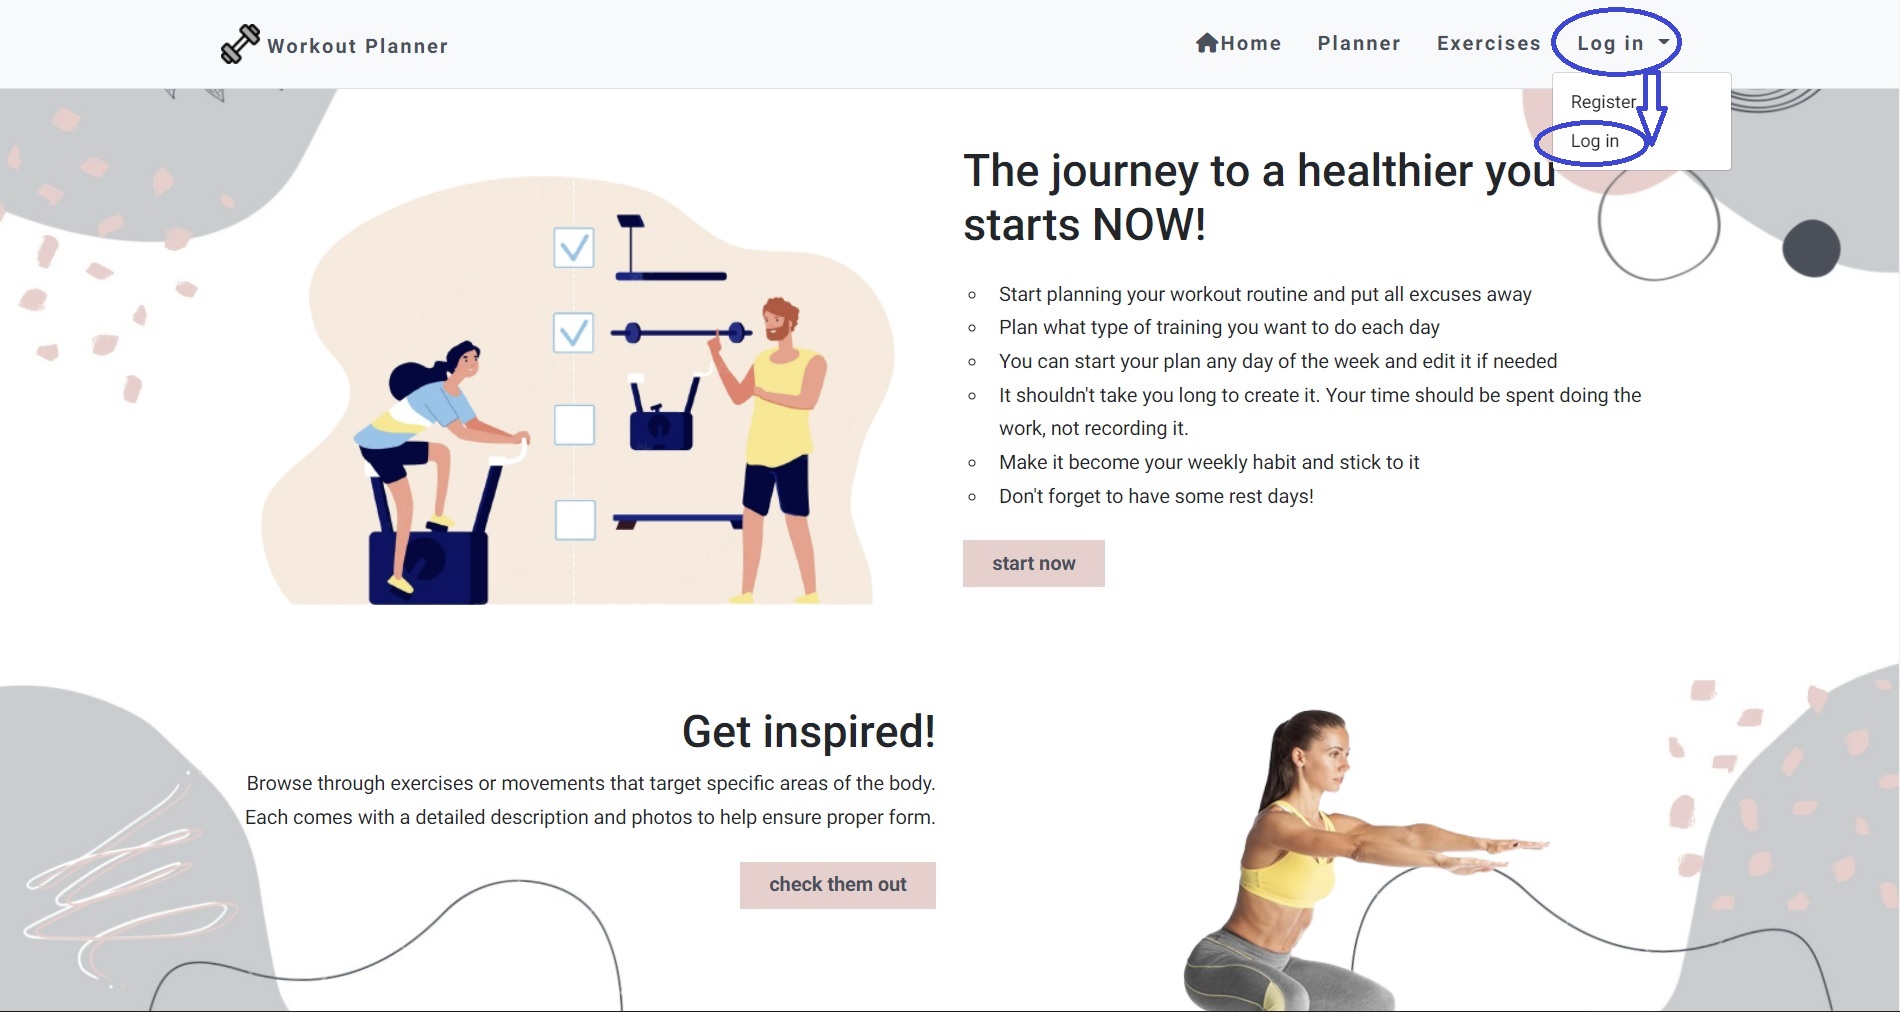 Workout Planner
Home
Planner
Exercises
Log in
Register
Log in
The journey to a healthier you
starts NOW!
Start planning your workout routine and put all excuses away
Plan what type of training you want to do each day
You can start your plan any day of the week and edit it if needed
It shouldn't take you long to create it. Your time should be spent doing the
work, not recording it.
Make it become your weekly habit and stick to it
Don't forget to have some rest days!
start now
Get inspired!
Browse through exercises or movements that target specific areas of the body.
Each comes with a detailed description and photos to help ensure proper form.
check them out